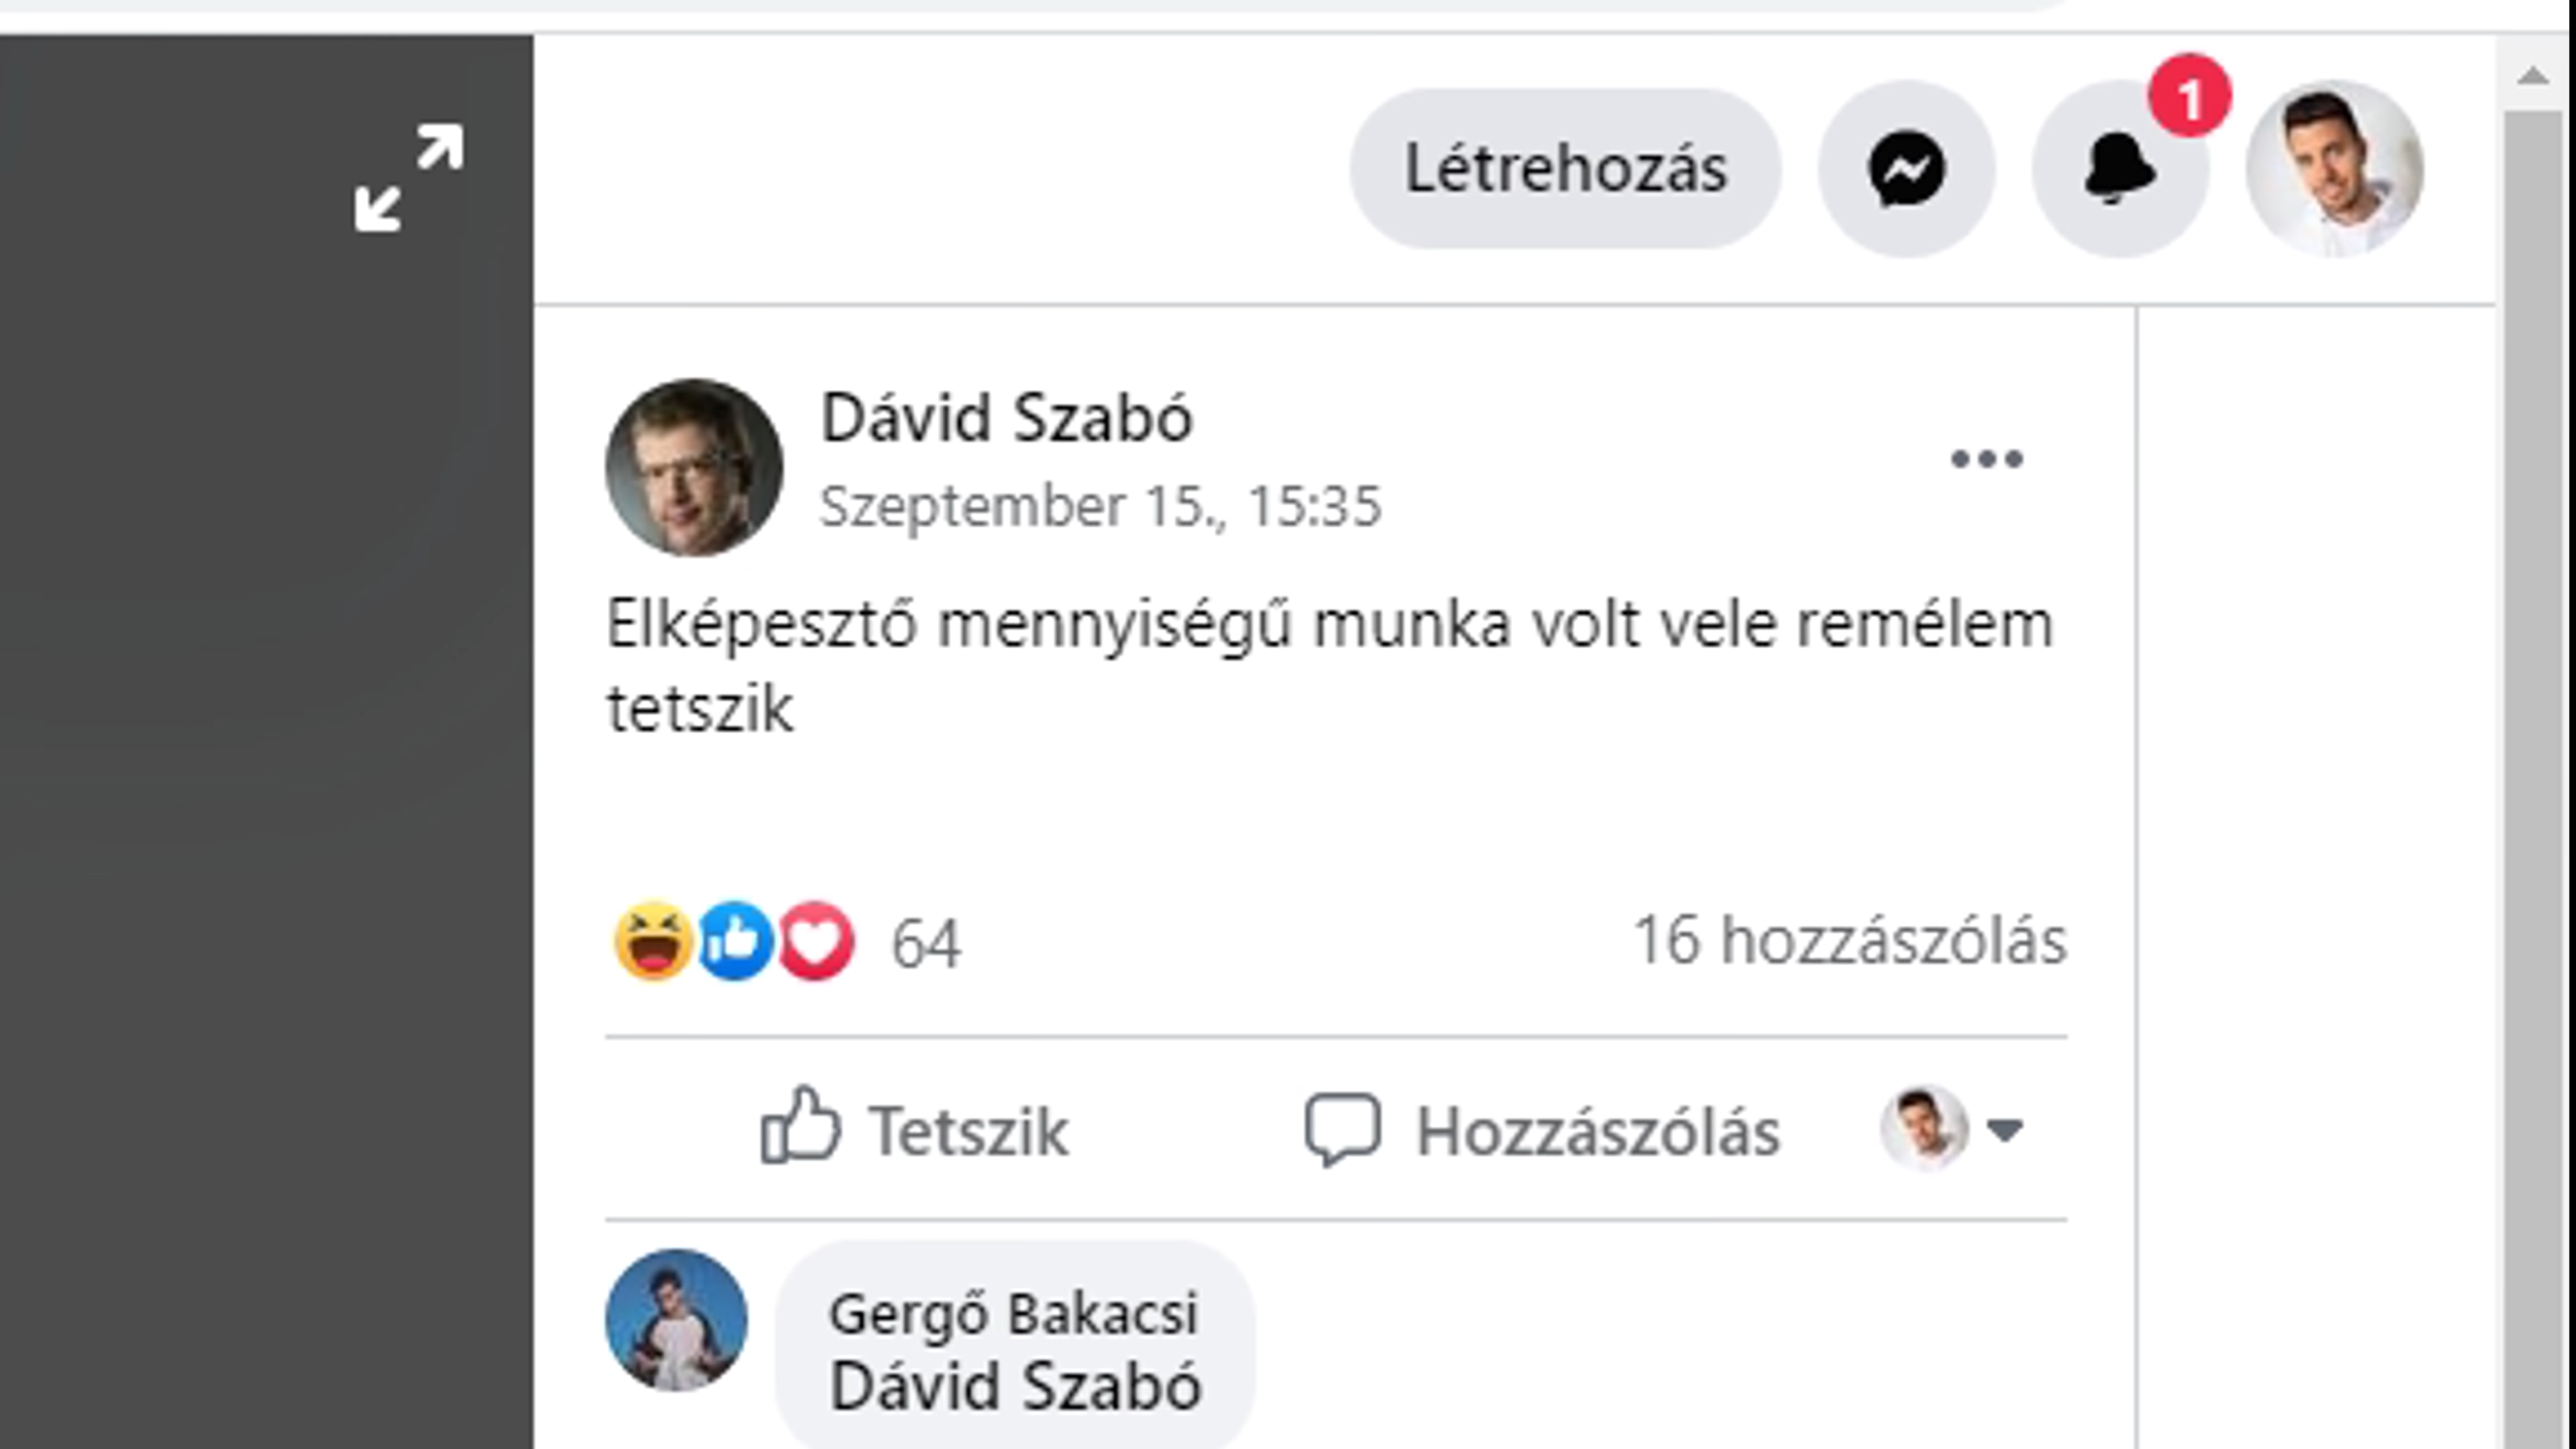 Létrehozás
1
Dávid Szabó
Szeptember 15., 15:35
Elképesztő mennyiségű munka volt vele remélem
tetszik
64
16 hozzászólás
Tetszik
Hozzászólás
Gergő Bakacsi
Dávid Szabó